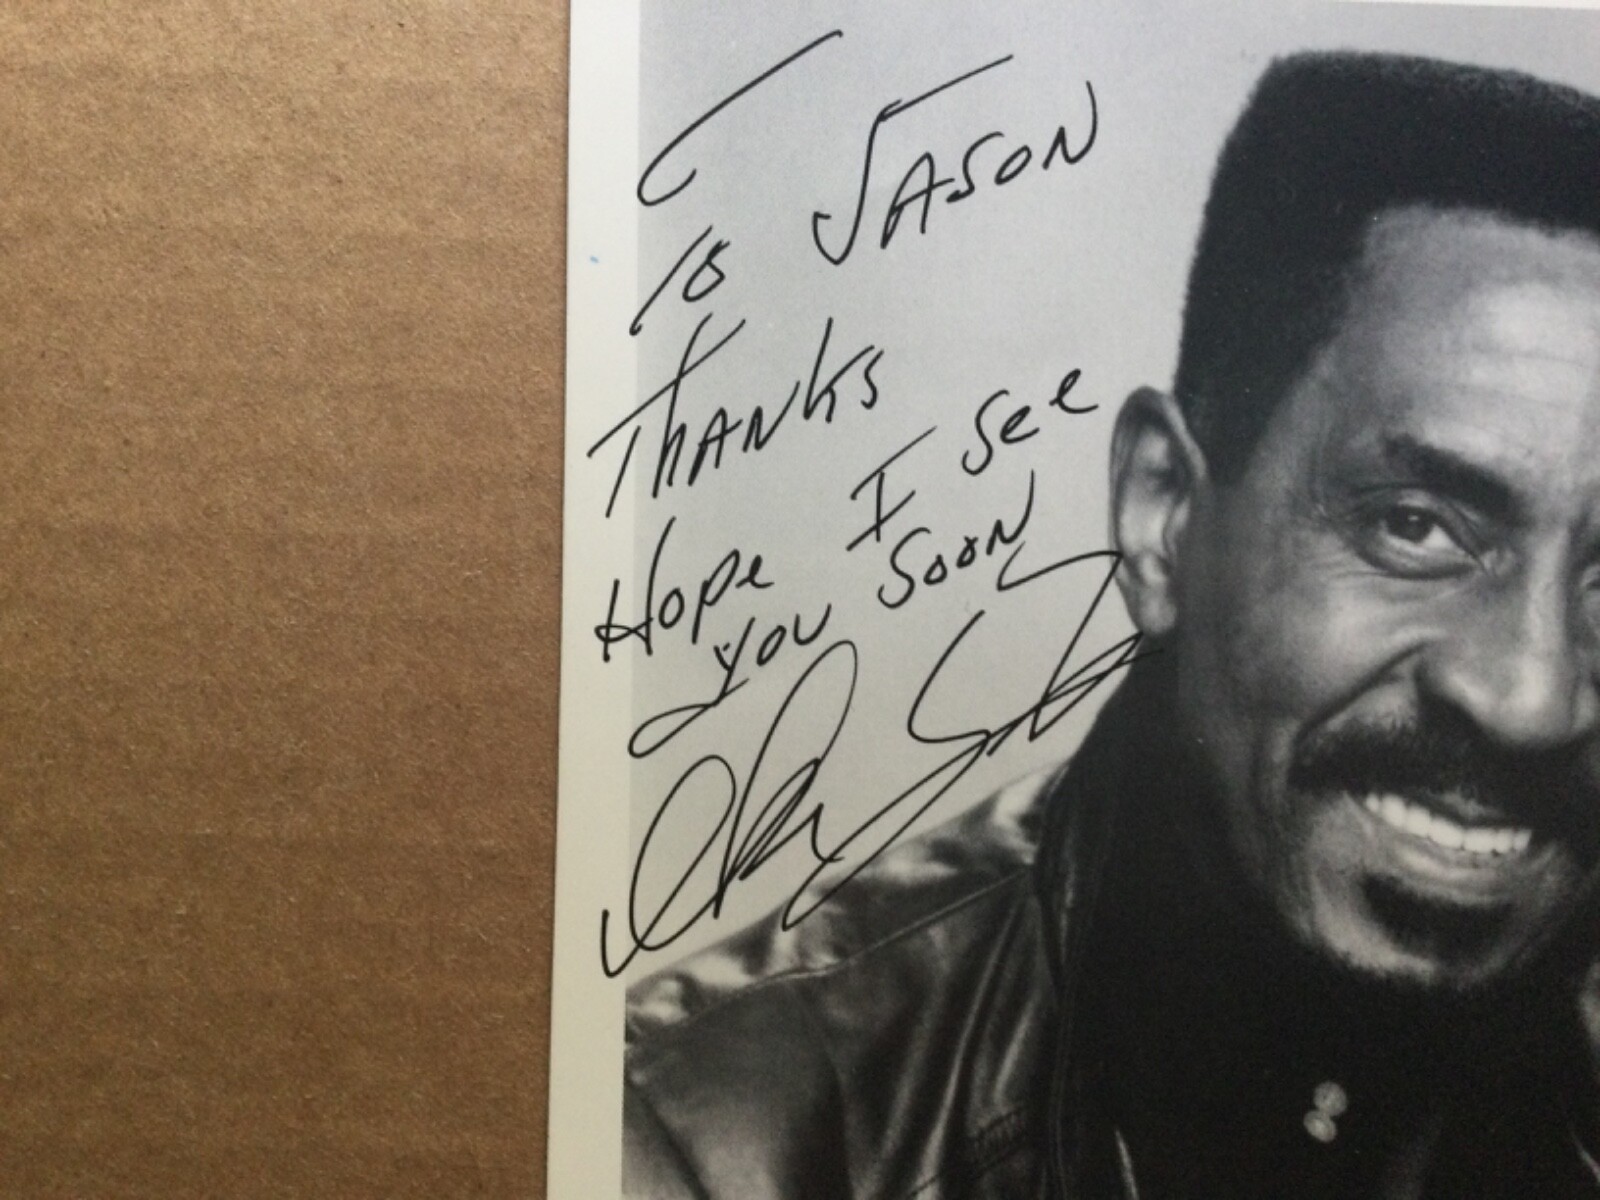 To JASON
THANKS
Hope I See
you Soon